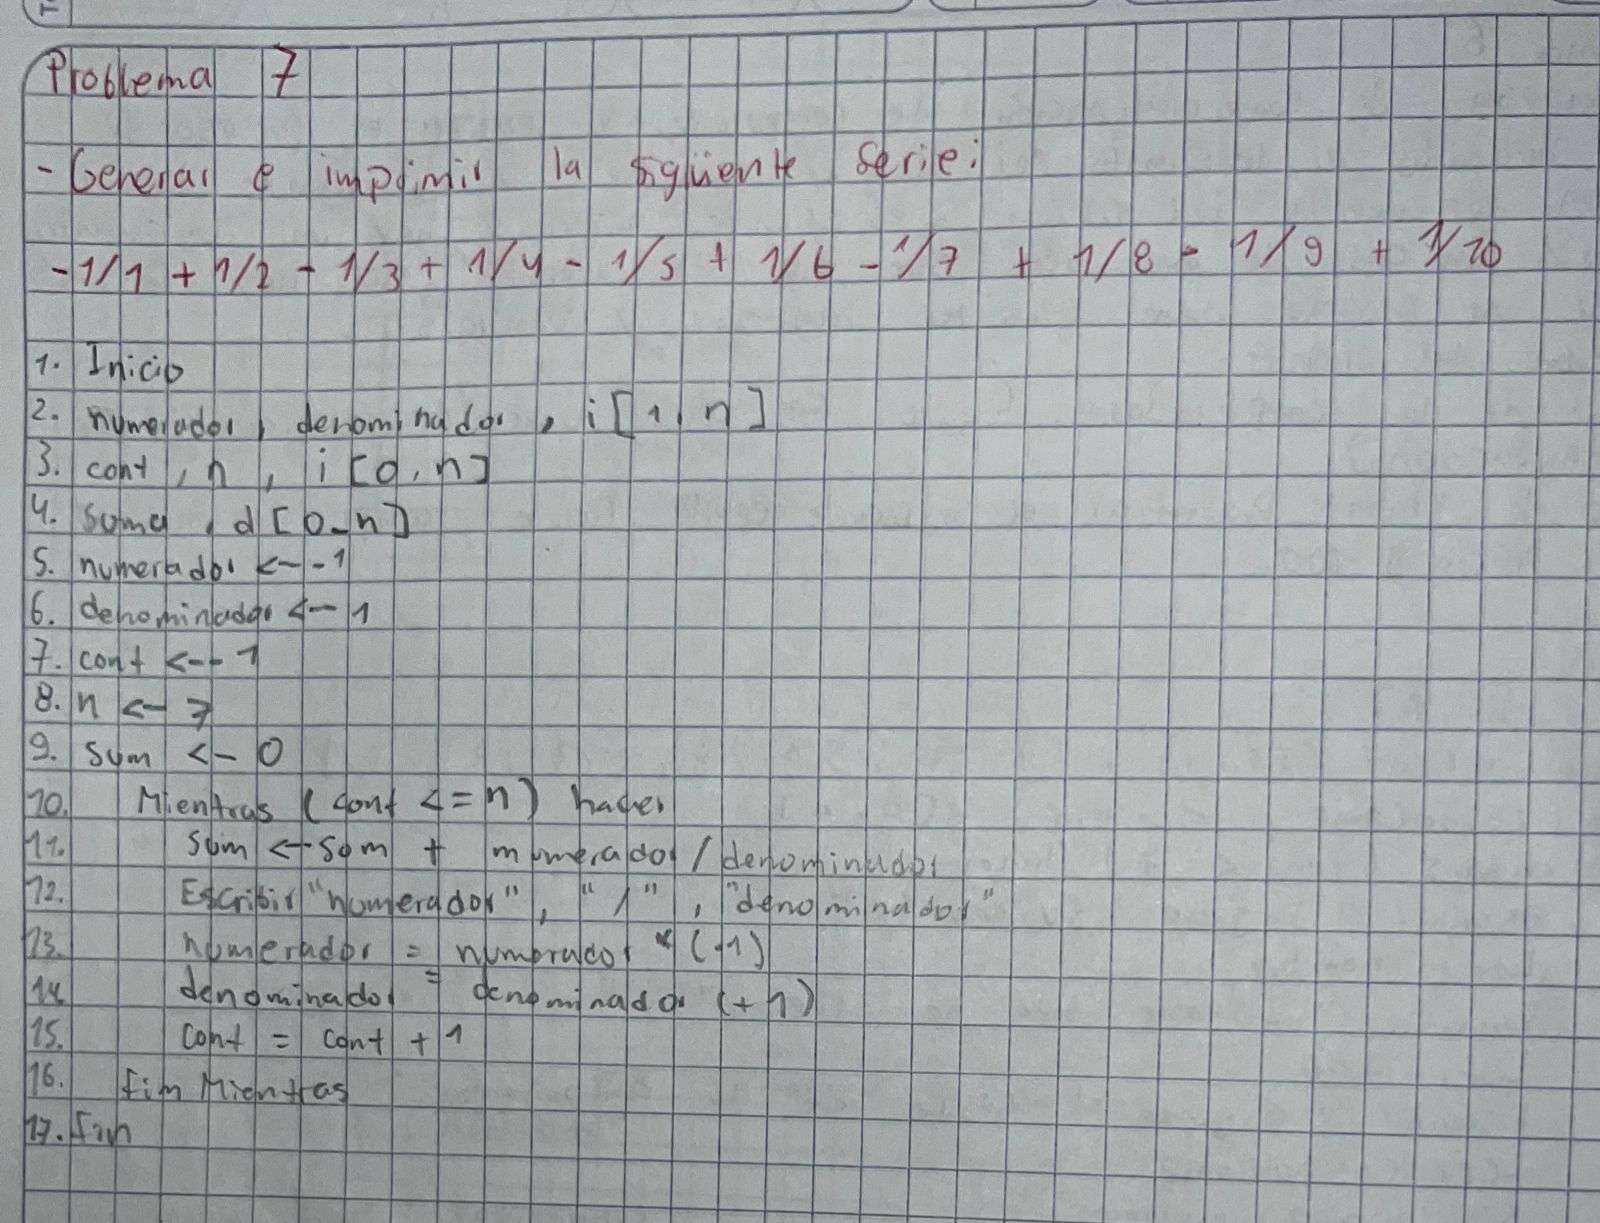 Problema 7
- Generar e imprimir la sigüiente serie:
-1/1 + 1/2 - 1/3 + 1/4 - 1/5 + 1/6 - 1/7 + 1/8 - 1/9 + 1/10
1. Inicio
2. numerador, denominador, i [1, n]
3. cont, n, i [0, n]
4. suma, d [0-n]
5. numerador <- -1
6. denominador <- 1
7. cont <- 1
8. n <- 7
9. sum <- 0
10. Mientras (cont <= n) hacer
11. sum <- sum + numerador / denominador
12. Escribir "numerador", "/", "denominador"
13. numerador = numerador * (-1)
14. denominador = denominador (+1)
15. cont = cont + 1
16. fin Mientras
17. fin